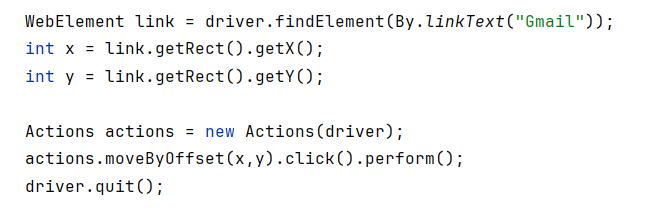 WebElement link = driver.findElement(By.linkText("Gmail"));
int x = link.getRect().getX();
int y = link.getRect().getY();
Actions actions = new Actions(driver);
actions.moveByOffset(x,y).click().perform();
driver.quit();